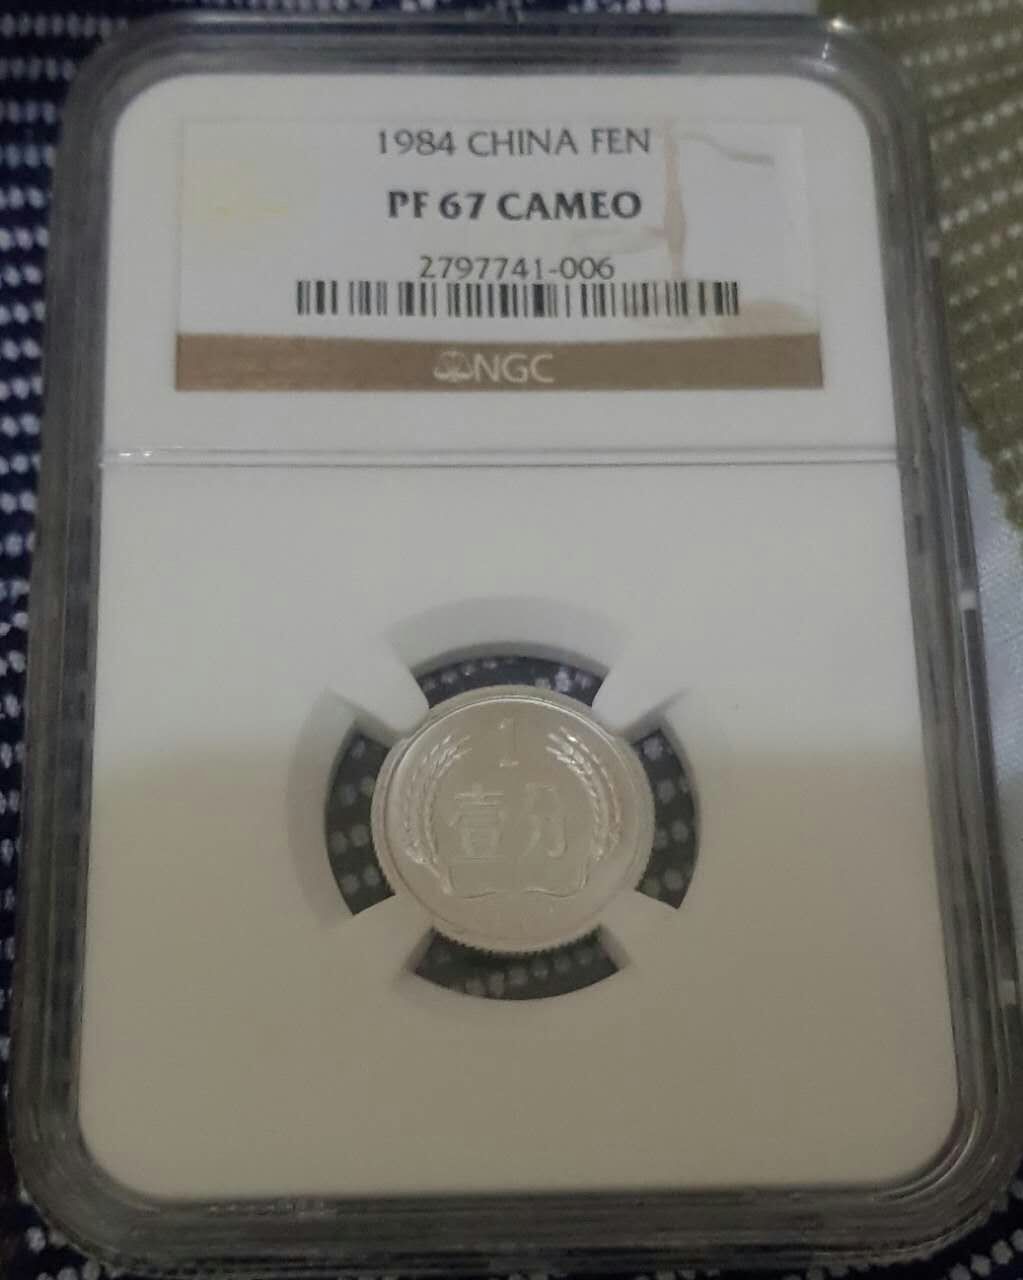 1984 CHINA FEN
PF 67 CAMEO
2797741-006
NGC
1
壹分